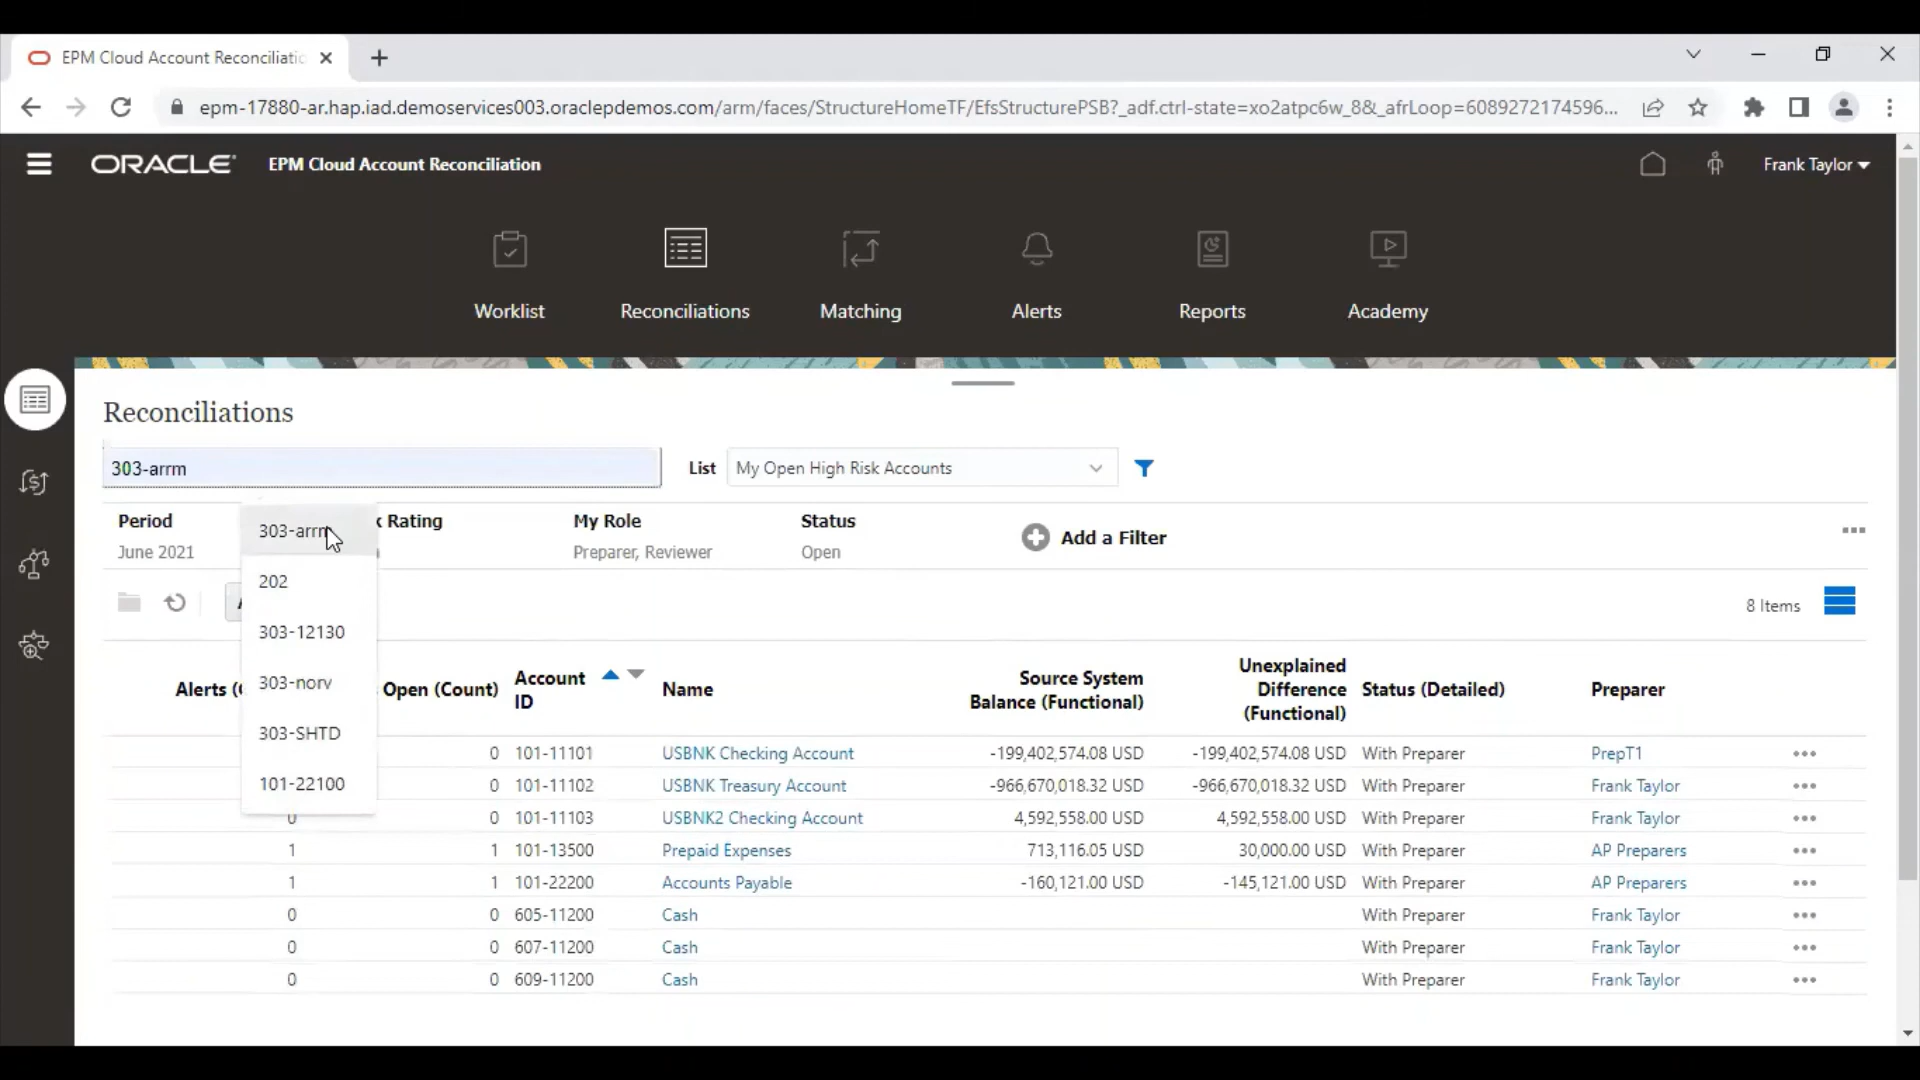 EPM Cloud Account Reconciliatic
epm-17880-ar.hap.iad.demoservices003.oraclepdemos.com/arm/faces/StructureHomeTF/EfsStructurePSB?_adf.ctrl-state=xo2atpc6w_8&_afrLoop=6089272174596...
ORACLE EPM Cloud Account Reconciliation Frank Taylor
Worklist Reconciliations Matching Alerts Reports Academy
Reconciliations
303-arrm List My Open High Risk Accounts
Period k Rating My Role Status
June 2021 Preparer, Reviewer Open
Add a Filter
303-arrm
202
303-12130
303-norv
303-SHTD
101-22100
8 Items
Alerts ( Open (Count) Account ID Name Source System Balance (Functional) Unexplained Difference (Functional) Status (Detailed) Preparer
0 101-11101 USBNK Checking Account -199,402,574.08 USD -199,402,574.08 USD With Preparer PrepT1
0 101-11102 USBNK Treasury Account -966,670,018.32 USD -966,670,018.32 USD With Preparer Frank Taylor
0 0 101-11103 USBNK2 Checking Account 4,592,558.00 USD 4,592,558.00 USD With Preparer Frank Taylor
1 1 101-13500 Prepaid Expenses 713,116.05 USD 30,000.00 USD With Preparer AP Preparers
1 1 101-22200 Accounts Payable -160,121.00 USD -145,121.00 USD With Preparer AP Preparers
0 0 605-11200 Cash With Preparer Frank Taylor
0 0 607-11200 Cash With Preparer Frank Taylor
0 0 609-11200 Cash With Preparer Frank Taylor